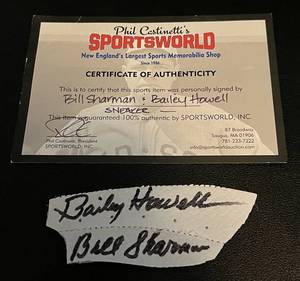 Phil Castinetti's
SPORTSWORLD
New England's Largest Sports Memorabilia Shop
Since 1986
CERTIFICATE OF AUTHENTICITY
This is to certify that this sports item was personally signed by
Bill Sharman + Bailey Howell
SNEAKER
This item is guaranteed 100% authentic by SPORTSWORLD, INC.
Phil Castinetti, President
SPORTSWORLD, INC.
87 Broadway
Saugus, MA 01906
781-233-7222
Bailey Howell
Bill Sharman